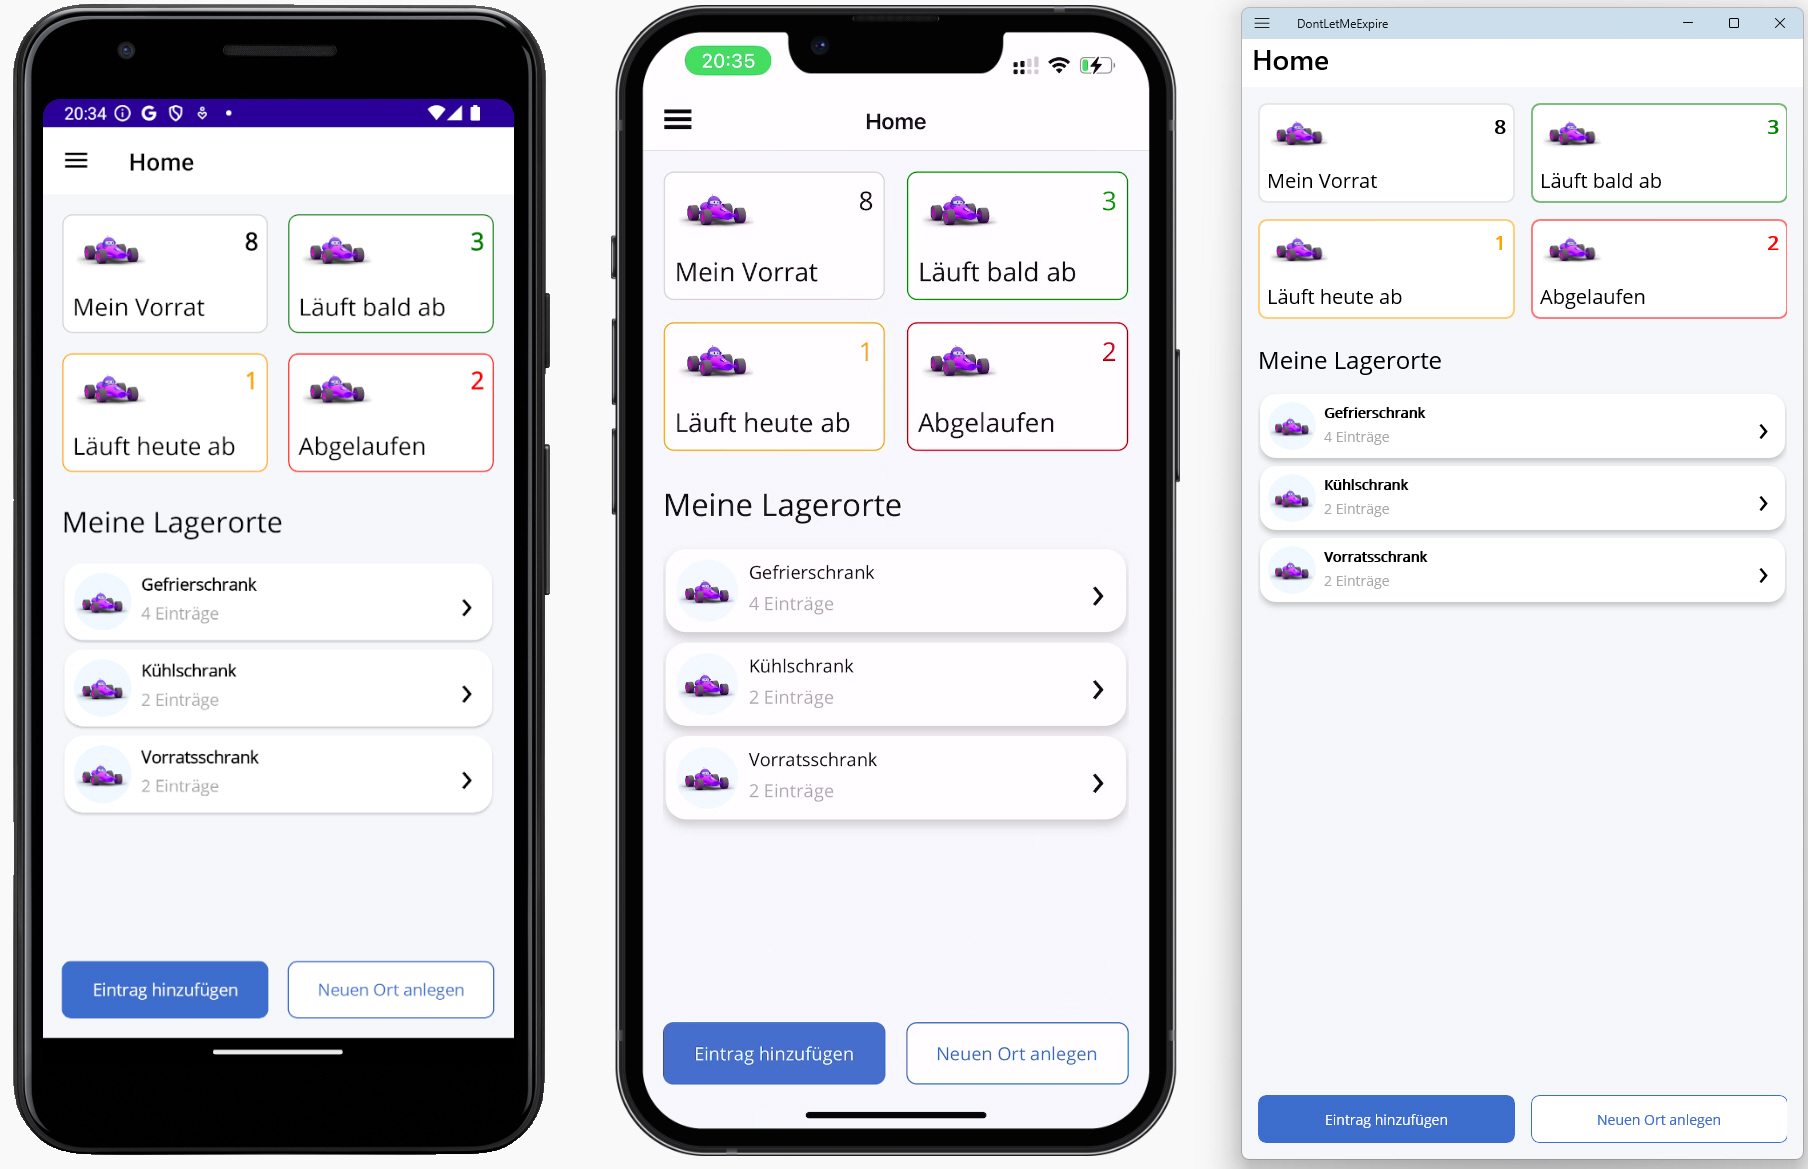 20:34
Home
8
Mein Vorrat
3
Läuft bald ab
1
Läuft heute ab
2
Abgelaufen
Meine Lagerorte
Gefrierschrank
4 Einträge
Kühlschrank
2 Einträge
Vorratsschrank
2 Einträge
Eintrag hinzufügen
Neuen Ort anlegen
20:35
Home
8
Mein Vorrat
3
Läuft bald ab
1
Läuft heute ab
2
Abgelaufen
Meine Lagerorte
Gefrierschrank
4 Einträge
Kühlschrank
2 Einträge
Vorratsschrank
2 Einträge
Eintrag hinzufügen
Neuen Ort anlegen
DontLetMeExpire
Home
8
Mein Vorrat
3
Läuft bald ab
1
Läuft heute ab
2
Abgelaufen
Meine Lagerorte
Gefrierschrank
4 Einträge
Kühlschrank
2 Einträge
Vorratsschrank
2 Einträge
Eintrag hinzufügen
Neuen Ort anlegen